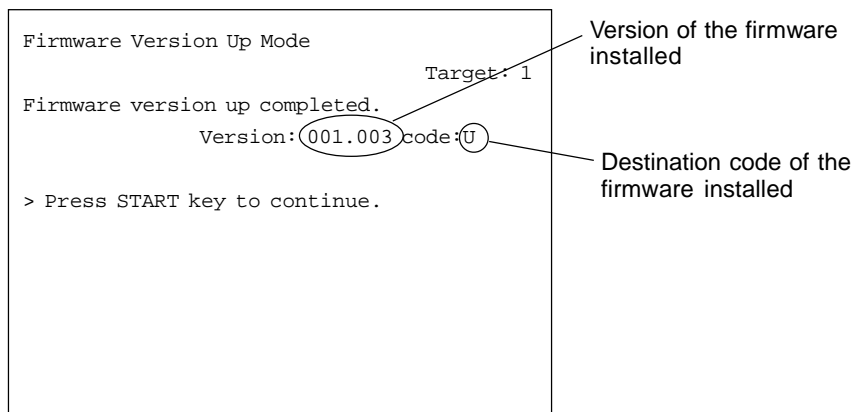 Firmware Version Up Mode
Target: 1
Firmware version up completed.
Version: 001.003 code:U
> Press START key to continue.
Version of the firmware
installed
Destination code of the
firmware installed